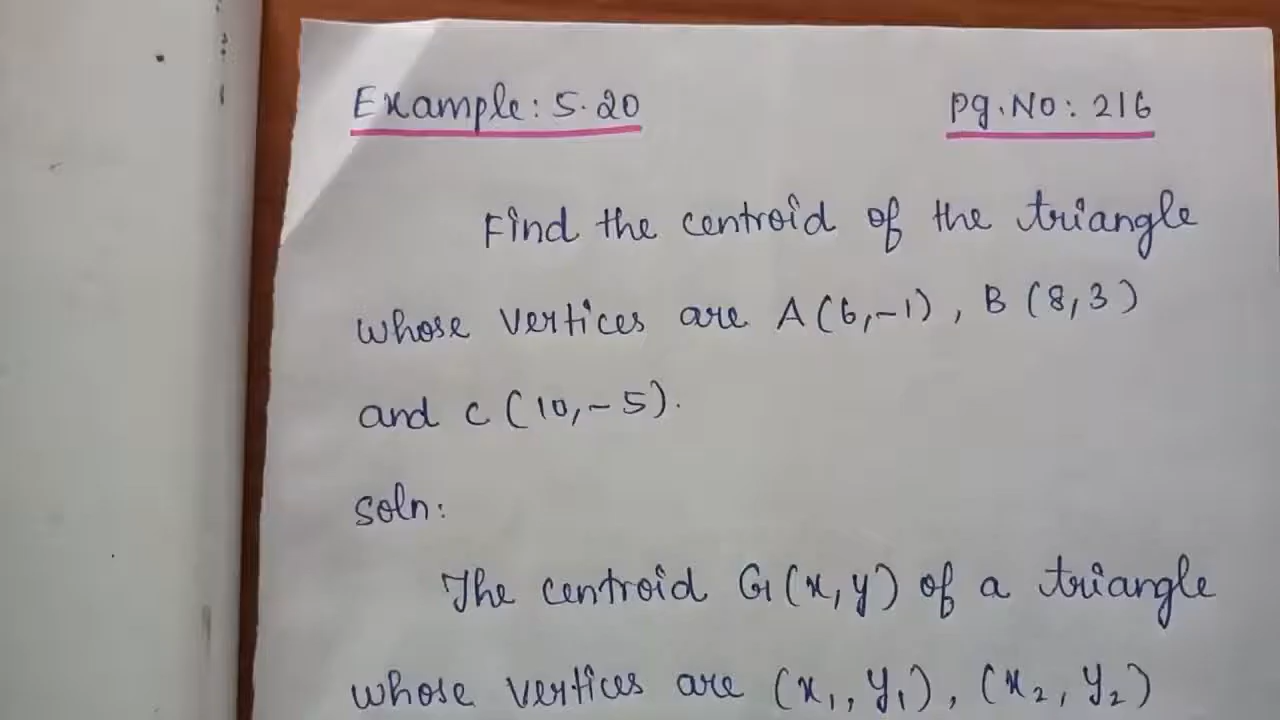 Example: 5.20
Pg.No: 216
Find the centroid of the triangle
whose vertices are A(6,-1), B (8,3)
and C (10,-5).
Soln:
The centroid G(x,y) of a triangle
whose vertices are (x₁, y₁), (x₂, y₂)